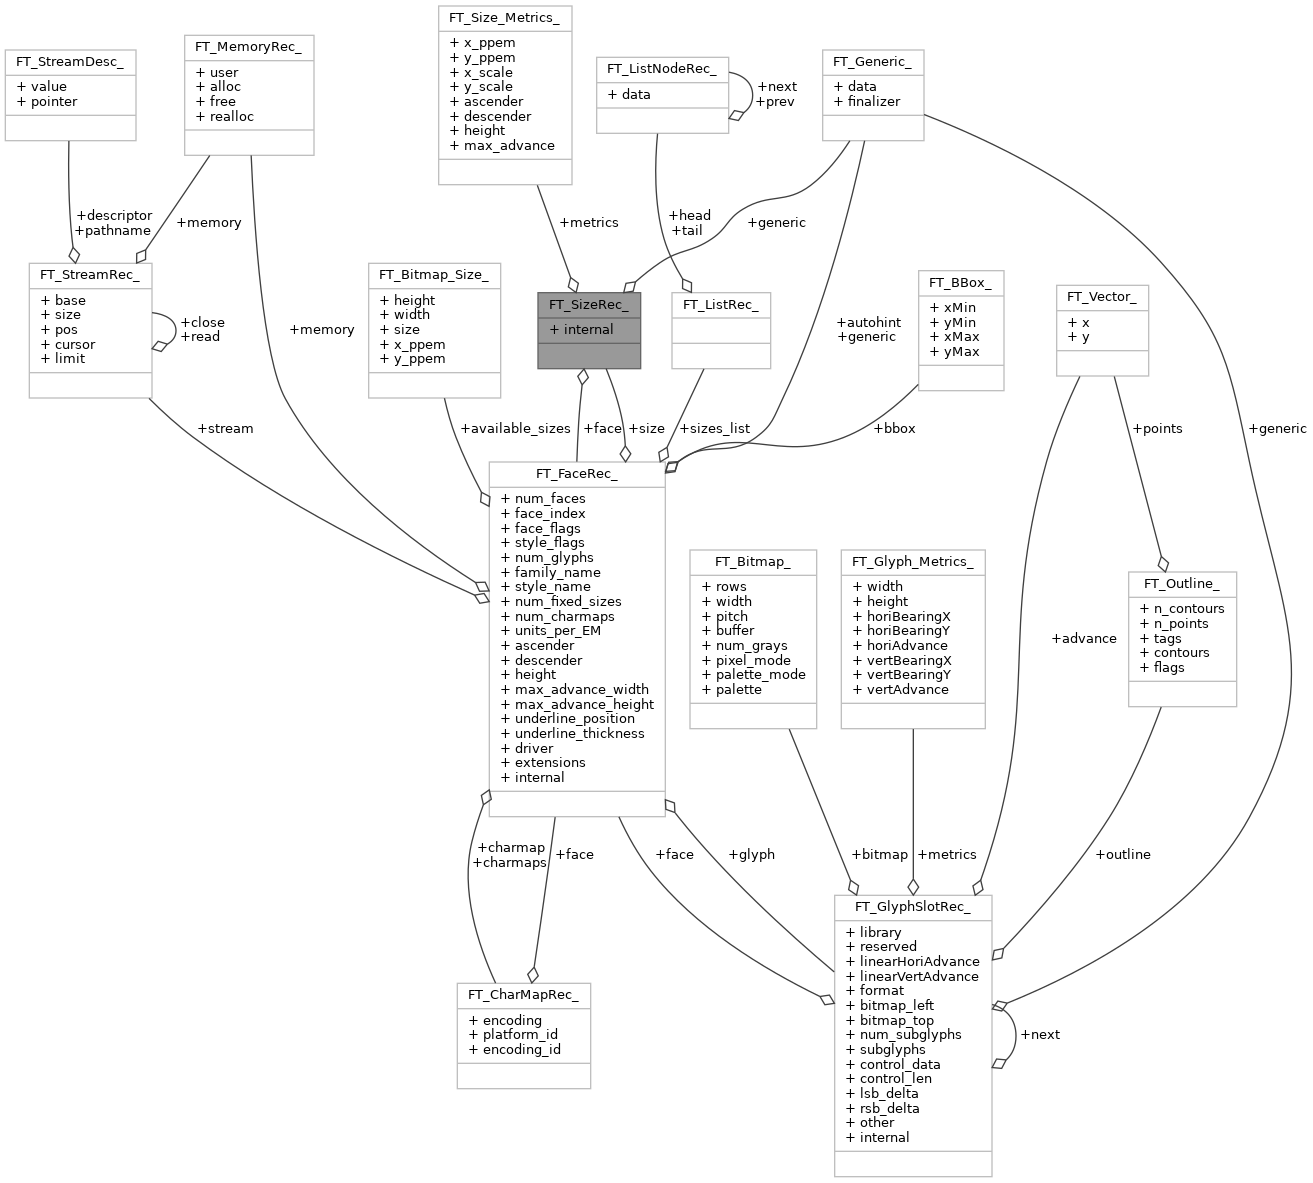 FT_StreamDesc_
+ value
+ pointer
FT_MemoryRec_
+ user
+ alloc
+ free
+ realloc
FT_Size_Metrics_
+ x_ppem
+ y_ppem
+ x_scale
+ y_scale
+ ascender
+ descender
+ height
+ max_advance
FT_ListNodeRec_
+ data
+next
+prev
FT_Generic_
+ data
+ finalizer
+descriptor
+pathname
+memory
+metrics
+head
+tail
+generic
FT_StreamRec_
+ base
+ size
+ pos
+ cursor
+ limit
+close
+read
+memory
FT_Bitmap_Size_
+ height
+ width
+ size
+ x_ppem
+ y_ppem
FT_SizeRec_
+ internal
FT_ListRec_
+autohint
+generic
FT_BBox_
+ xMin
+ yMin
+ xMax
+ yMax
FT_Vector_
+ x
+ y
+stream
+available_sizes
+face
+size
+sizes_list
+bbox
+points
+generic
FT_FaceRec_
+ num_faces
+ face_index
+ face_flags
+ style_flags
+ num_glyphs
+ family_name
+ style_name
+ num_fixed_sizes
+ num_charmaps
+ units_per_EM
+ ascender
+ descender
+ height
+ max_advance_width
+ max_advance_height
+ underline_position
+ underline_thickness
+ driver
+ extensions
+ internal
FT_Bitmap_
+ rows
+ width
+ pitch
+ buffer
+ num_grays
+ pixel_mode
+ palette_mode
+ palette
FT_Glyph_Metrics_
+ width
+ height
+ horiBearingX
+ horiBearingY
+ horiAdvance
+ vertBearingX
+ vertBearingY
+ vertAdvance
+advance
FT_Outline_
+ n_contours
+ n_points
+ tags
+ contours
+ flags
+charmap
+charmaps
+face
+face
+glyph
+bitmap
+metrics
+outline
FT_CharMapRec_
+ encoding
+ platform_id
+ encoding_id
FT_GlyphSlotRec_
+ library
+ reserved
+ linearHoriAdvance
+ linearVertAdvance
+ format
+ bitmap_left
+ bitmap_top
+ num_subglyphs
+ subglyphs
+ control_data
+ control_len
+ lsb_delta
+ rsb_delta
+ other
+ internal
+next